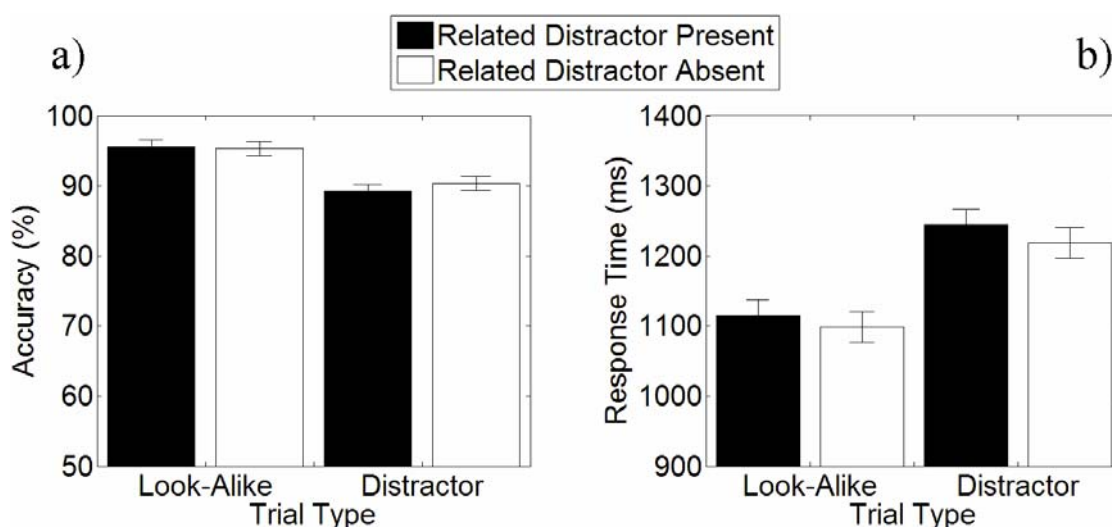 a)
Related Distractor Present
Related Distractor Absent
b)
Accuracy (%)
100
90
80
70
60
50
Look-Alike
Distractor
Trial Type
Response Time (ms)
1400
1300
1200
1100
1000
900
Look-Alike
Distractor
Trial Type